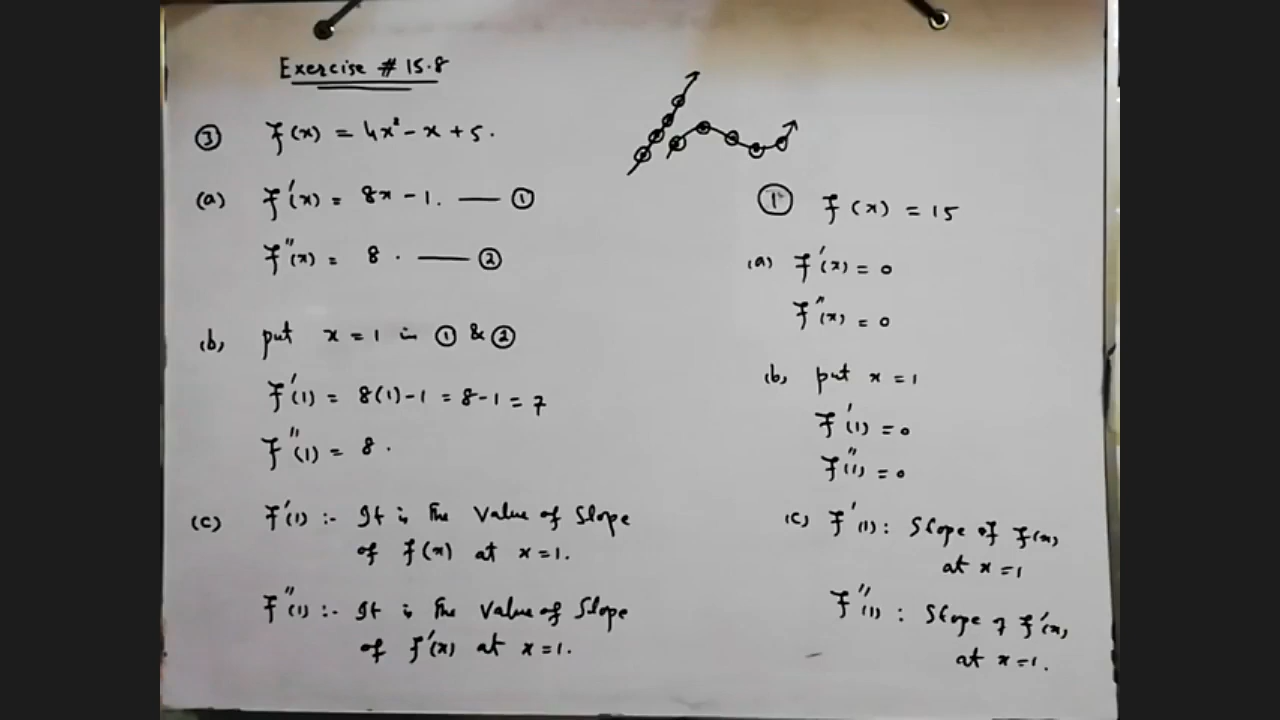 Exercise # 15.8
③ f(x) = 4x² - x + 5.
(a) f'(x) = 8x - 1. —— ①
f''(x) = 8. —— ②
(b) put x = 1 in ① & ②
f'(1) = 8(1) - 1 = 8 - 1 = 7
f''(1) = 8.
(c) f'(1) :- It is the value of Slope
of f(x) at x = 1.
f''(1) :- It is the value of Slope
of f'(x) at x = 1.
① f(x) = 15
(a) f'(x) = 0
f''(x) = 0
(b) put x = 1
f'(1) = 0
f''(1) = 0
(c) f'(1) : Slope of f(x)
at x = 1
f''(1) : Slope of f'(x)
at x = 1.